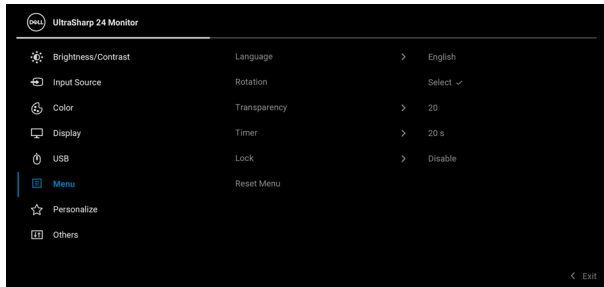 DELL UltraSharp 24 Monitor
Brightness/Contrast Language > English
Input Source Rotation Select ✓
Color Transparency > 20
Display Timer > 20 s
USB Lock > Disable
Menu Reset Menu
Personalize
Others
< Exit